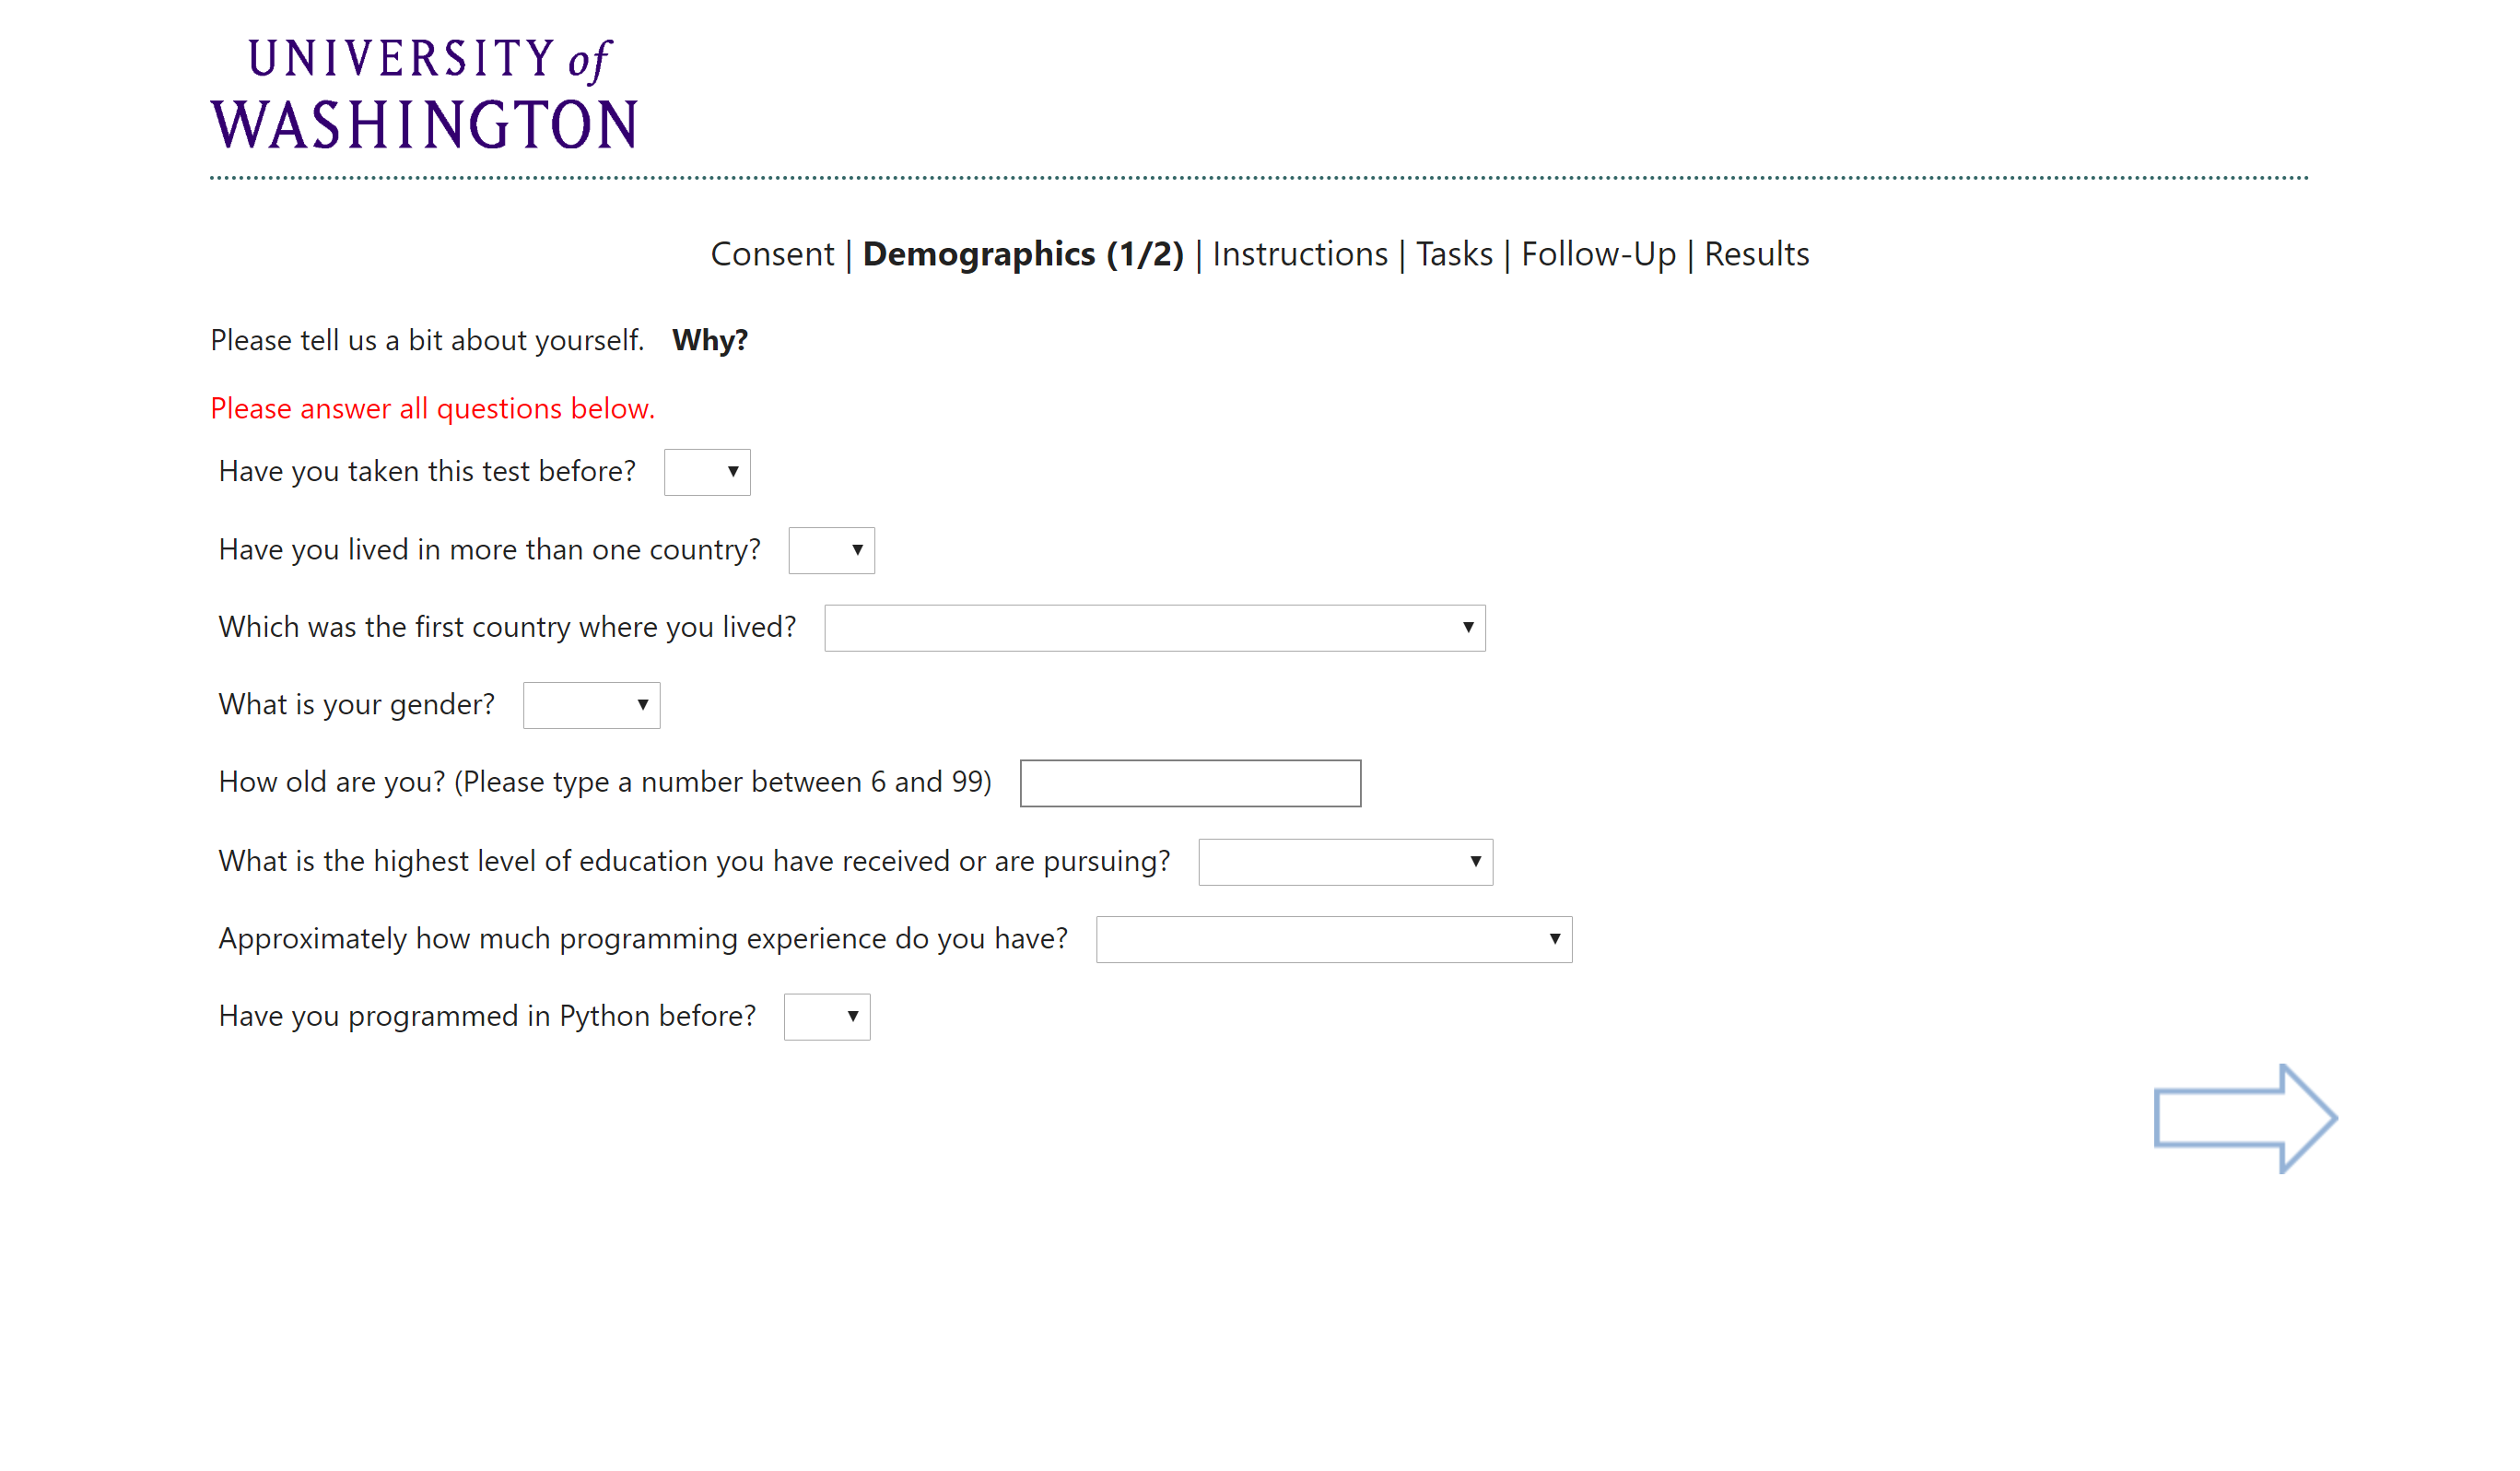 UNIVERSITY of
WASHINGTON
Consent | Demographics (1/2) | Instructions | Tasks | Follow-Up | Results
Please tell us a bit about yourself. Why?
Please answer all questions below.
Have you taken this test before?
Have you lived in more than one country?
Which was the first country where you lived?
What is your gender?
How old are you? (Please type a number between 6 and 99)
What is the highest level of education you have received or are pursuing?
Approximately how much programming experience do you have?
Have you programmed in Python before?